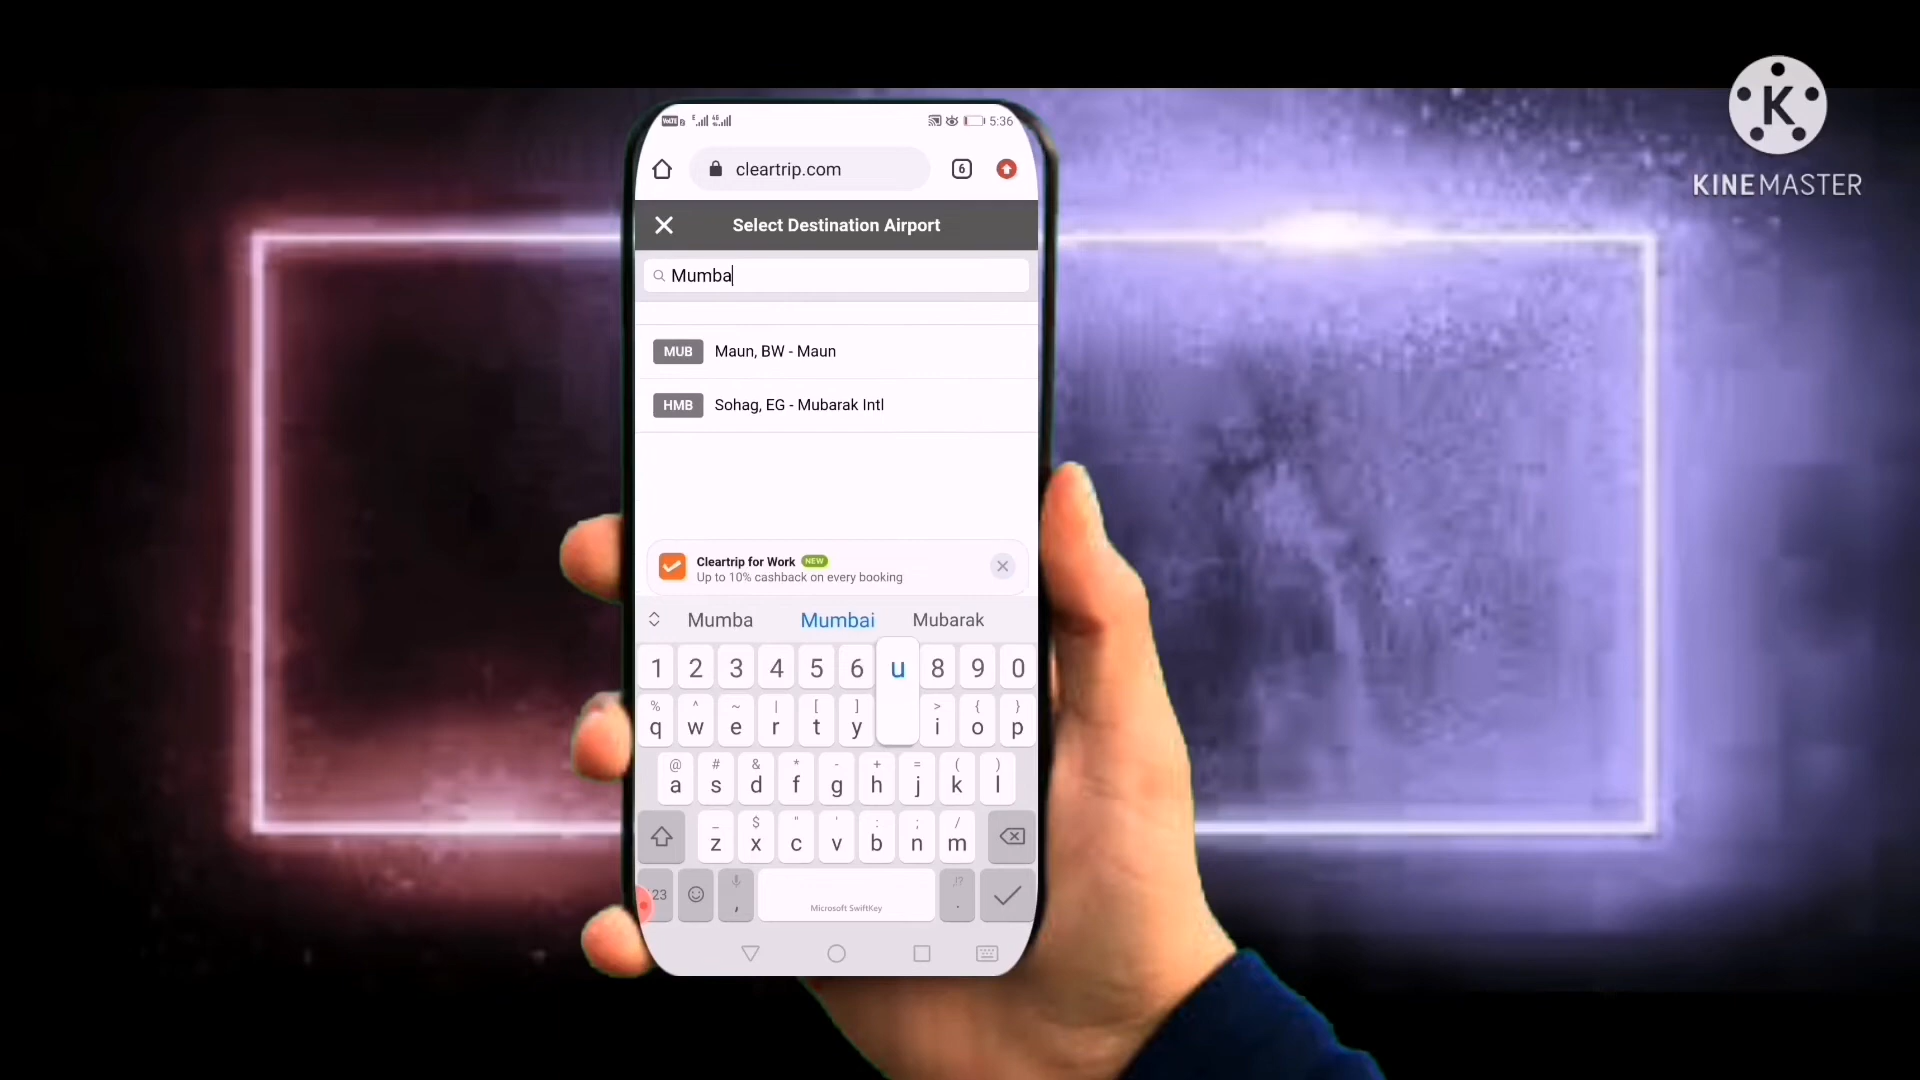 5:36
cleartrip.com
6
Select Destination Airport
Mumba
MUB Maun, BW - Maun
HMB Sohag, EG - Mubarak Intl
Cleartrip for Work NEW
Up to 10% cashback on every booking
Mumba Mumbai Mubarak
1 2 3 4 5 6 u 8 9 0
% ^ ~ | [ ] > { }
q w e r t y i o p
@ # & * - + = ( )
a s d f g h j k l
_ $ " ' : ; /
z x c v b n m
23 , .
Microsoft SwiftKey
K
KINEMASTER